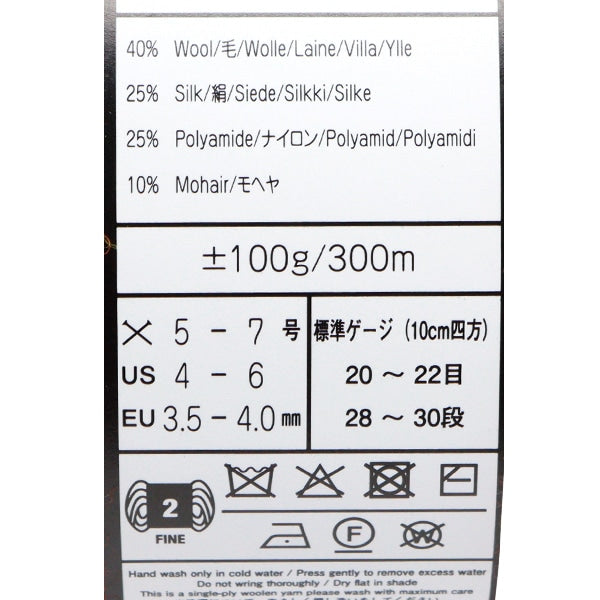 40% Wool/毛/Wolle/Laine/Villa/Ylle
25% Silk/絹/Siede/Silkki/Silke
25% Polyamide/ナイロン/Polyamid/Polyamidi
10% Mohair/モヘヤ
±100g/300m
5 - 7 号
US 4 - 6
EU 3.5 - 4.0 mm
標準ゲージ (10cm四方)
20 ～ 22目
28 ～ 30段
2
FINE
F
W
Hand wash only in cold water / Press gently to remove excess water
Do not wring thoroughly / Dry flat in shade
This is a single-ply woolen yarn please wash with maximum care